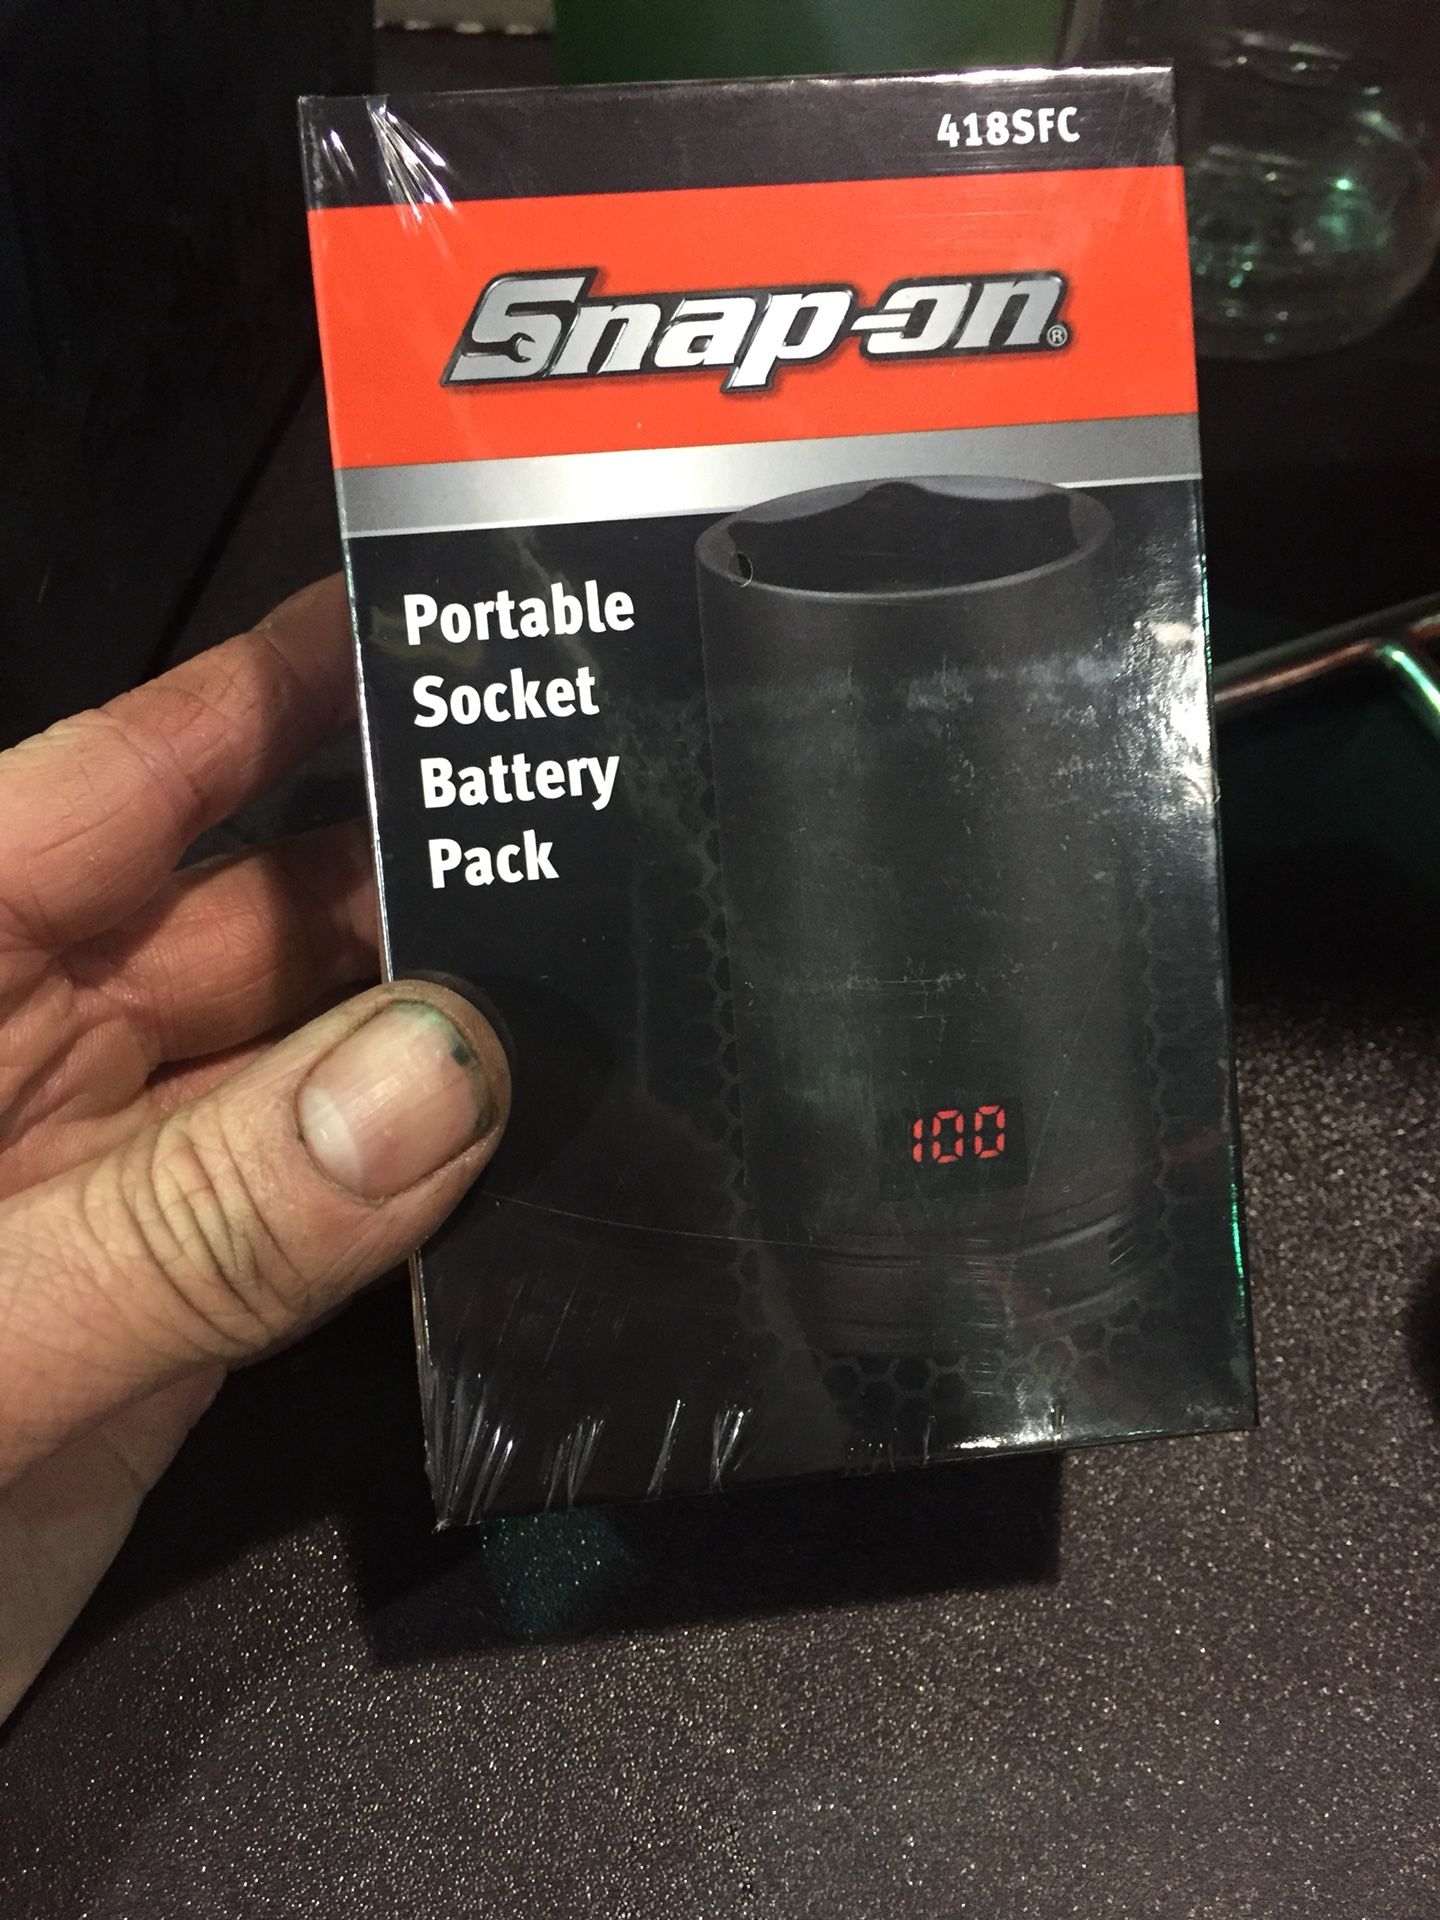 418SFC
Snap-on®
Portable
Socket
Battery
Pack
100